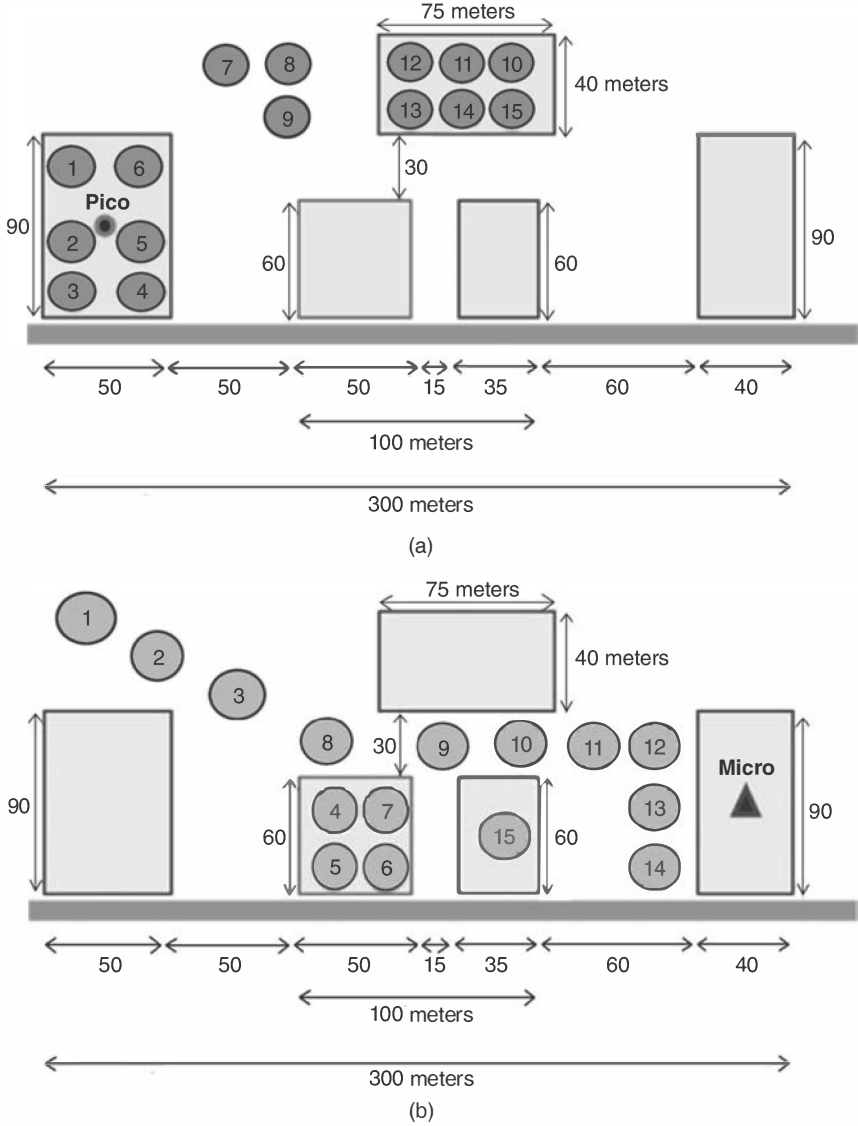 75 meters
7 8 12 11 10
40 meters
9 13 14 15
1 6 30
Pico
90 2 5 60 60 90
3 4
50 50 50 15 35 60 40
100 meters
300 meters
(a)
75 meters
1
2 40 meters
3
8 30 9 10 11 12
Micro
90 60 4 7 15 60 13 90
5 6 14
50 50 50 15 35 60 40
100 meters
300 meters
(b)